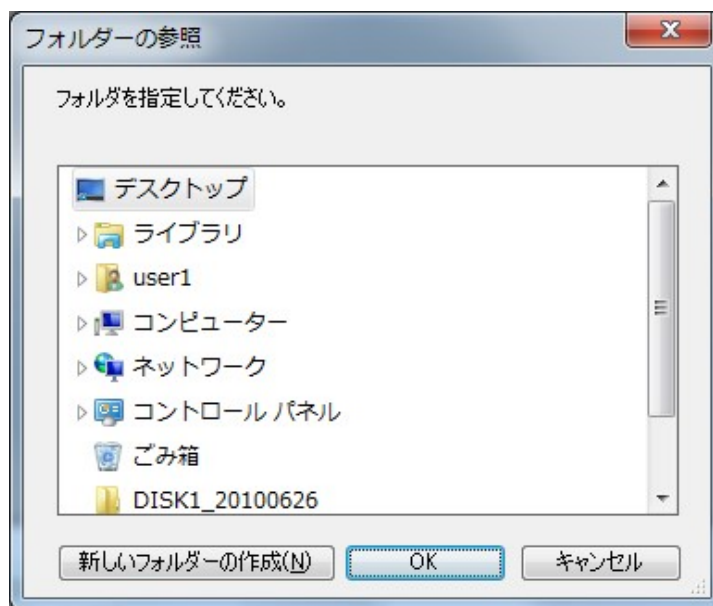 フォルダーの参照
フォルダを指定してください。
デスクトップ
ライブラリ
user1
コンピューター
ネットワーク
コントロール パネル
ごみ箱
DISK1_20100626
新しいフォルダーの作成(N) OK キャンセル